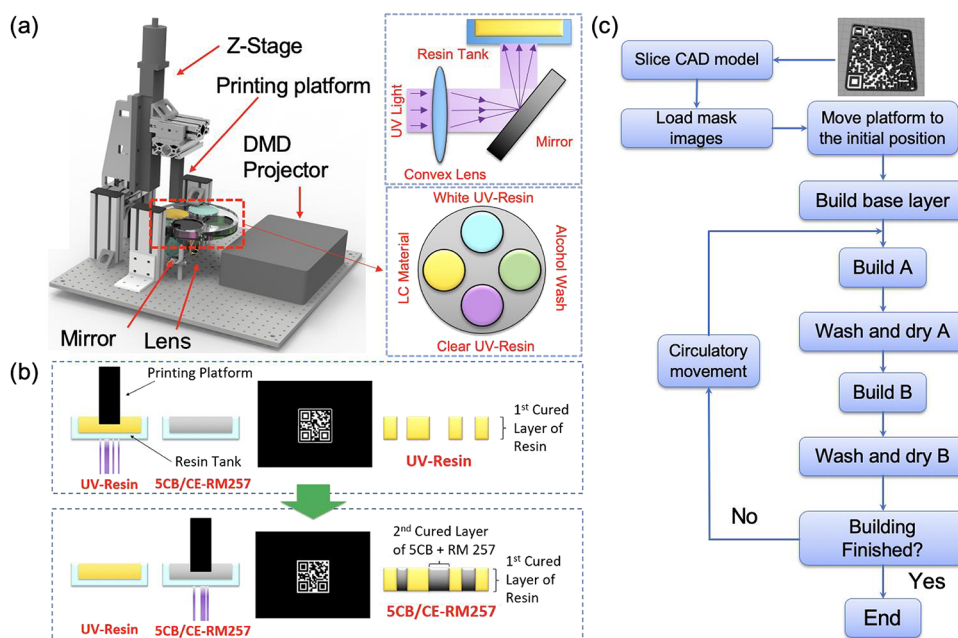 (a)
Z-Stage
Printing platform
DMD
Projector
Mirror
Lens
Resin Tank
UV Light
Mirror
Convex Lens
White UV-Resin
LC Material
Alcohol Wash
Clear UV-Resin
(b)
Printing Platform
Resin Tank
UV-Resin
5CB/CE-RM257
1st Cured
Layer of
Resin
UV-Resin
UV-Resin
5CB/CE-RM257
2nd Cured Layer
of 5CB + RM 257
1st Cured
Layer of
Resin
5CB/CE-RM257
(c)
Slice CAD model
Load mask
images
Move platform to
the initial position
Build base layer
Build A
Wash and dry A
Circulatory
movement
Build B
Wash and dry B
No
Building
Finished?
Yes
End